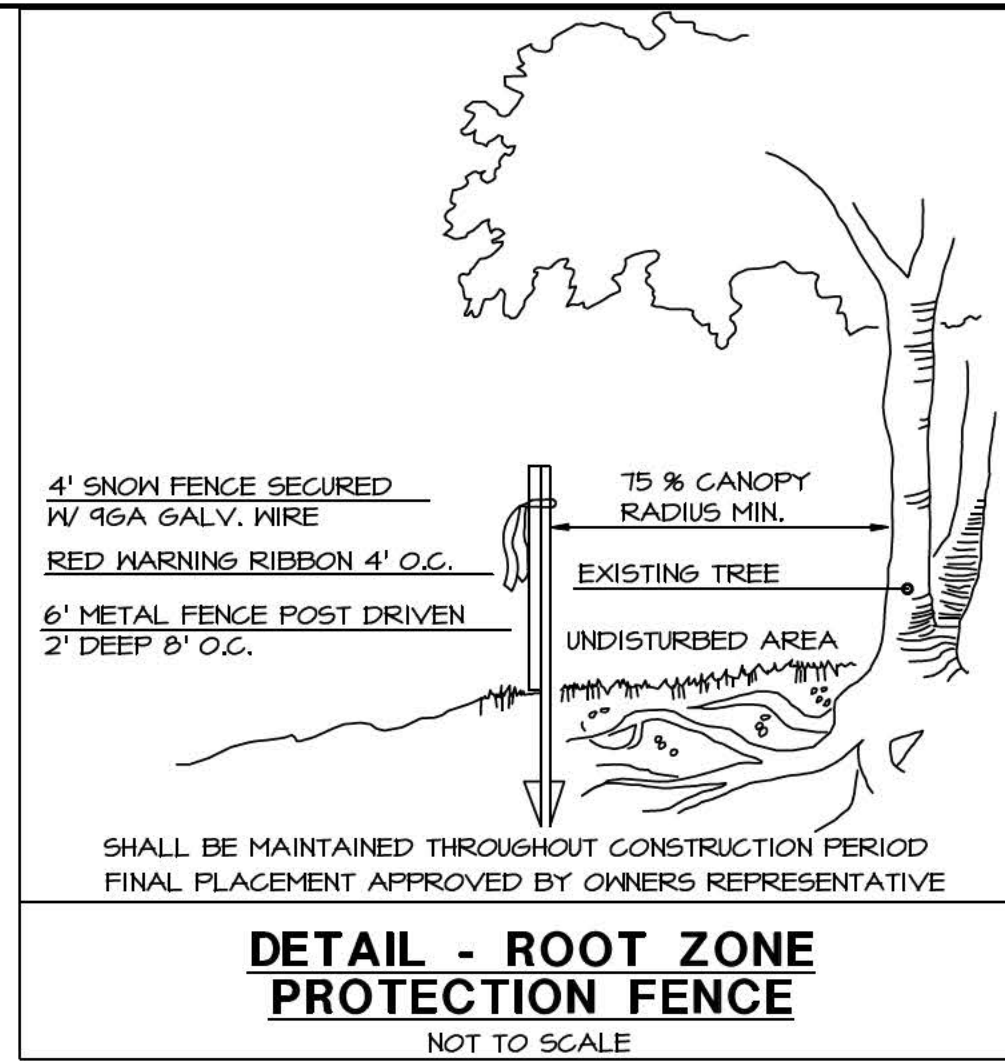 4' SNOW FENCE SECURED
W/ 9GA GALV. WIRE
RED WARNING RIBBON 4' O.C.
6' METAL FENCE POST DRIVEN
2' DEEP 8' O.C.
75 % CANOPY
RADIUS MIN.
EXISTING TREE
UNDISTURBED AREA
SHALL BE MAINTAINED THROUGHOUT CONSTRUCTION PERIOD
FINAL PLACEMENT APPROVED BY OWNERS REPRESENTATIVE
DETAIL - ROOT ZONE
PROTECTION FENCE
NOT TO SCALE